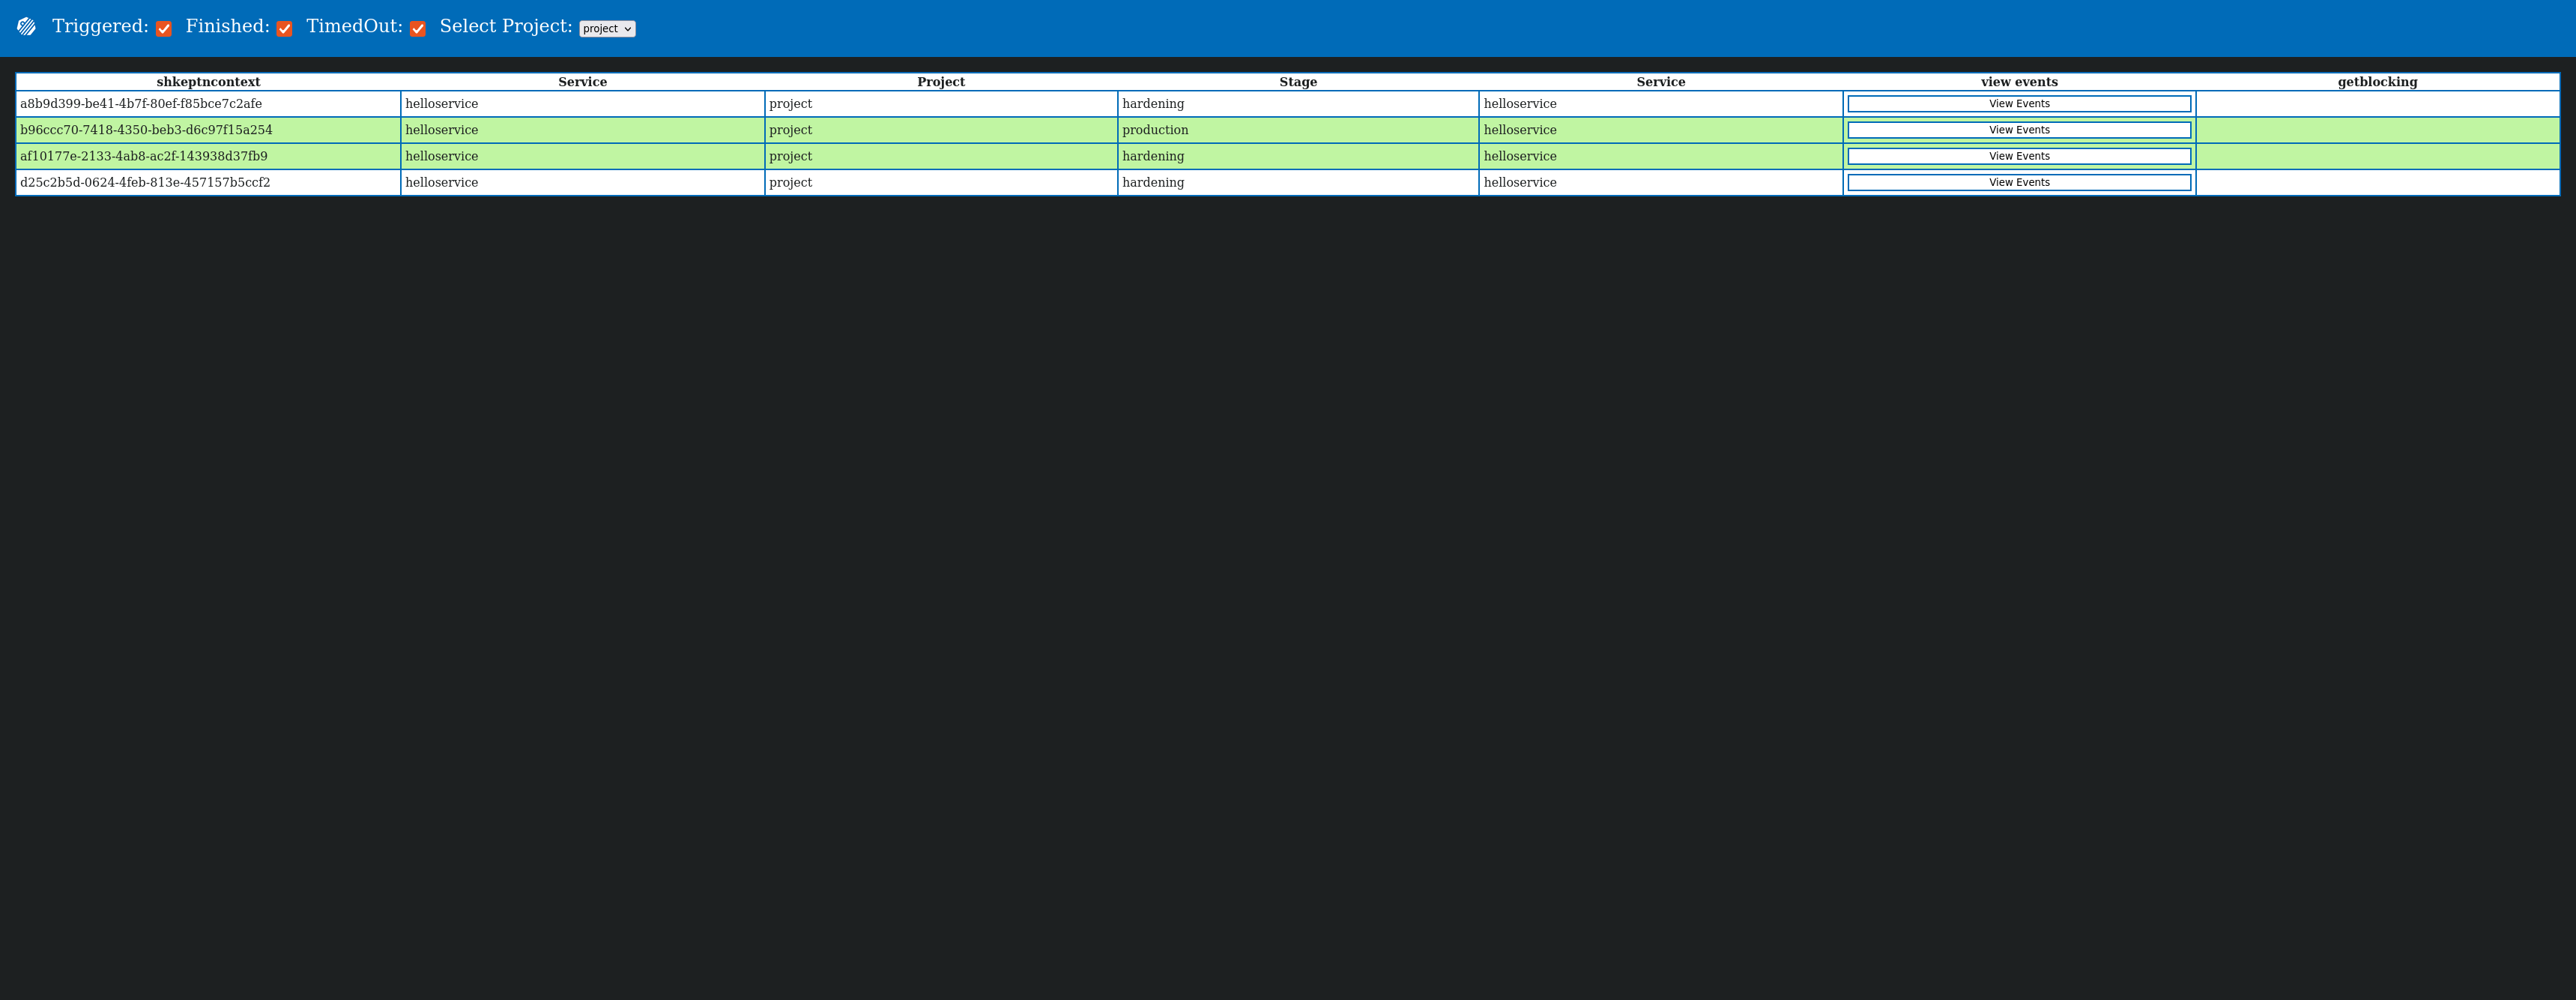 Triggered: Finished: TimedOut: Select Project: project
shkeptncontext Service Project Stage Service view events getblocking
a8b9d399-be41-4b7f-80ef-f85bce7c2afe helloservice project hardening helloservice View Events
b96ccc70-7418-4350-beb3-d6c97f15a254 helloservice project production helloservice View Events
af10177e-2133-4ab8-ac2f-143938d37fb9 helloservice project hardening helloservice View Events
d25c2b5d-0624-4feb-813e-457157b5ccf2 helloservice project hardening helloservice View Events